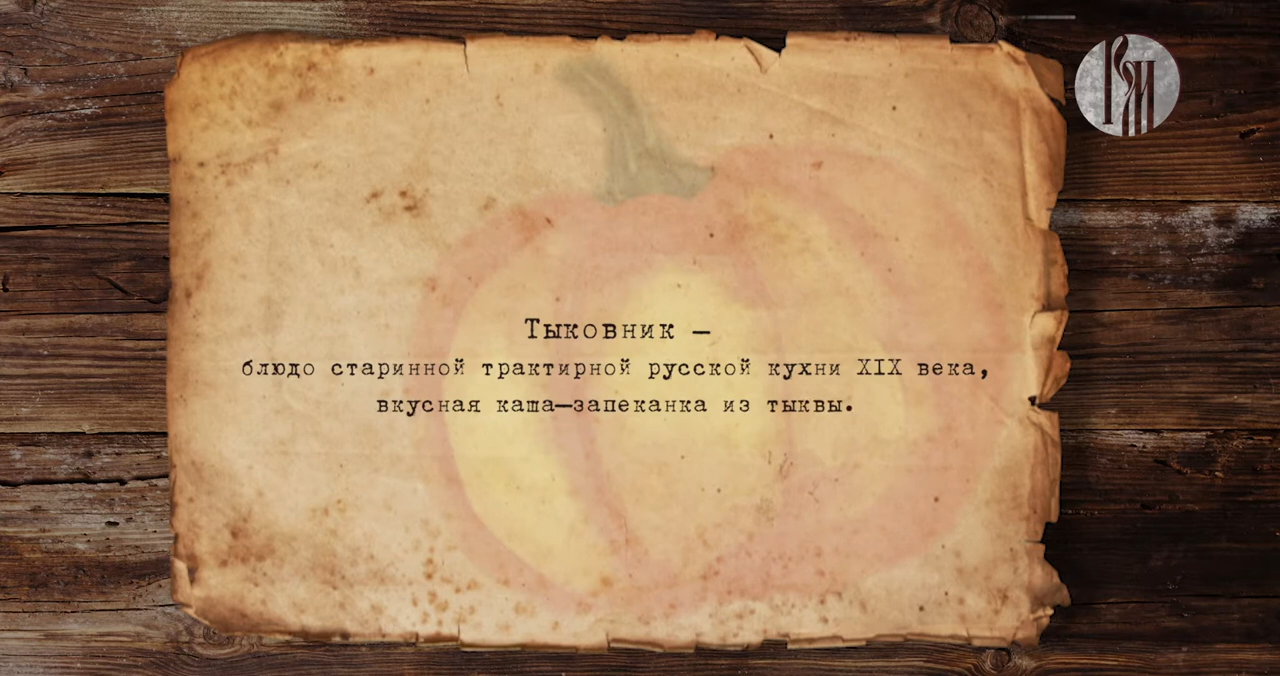 Тыковник —
блюдо старинной трактирной русской кухни XIX века,
вкусная каша—запеканка из тыквы.